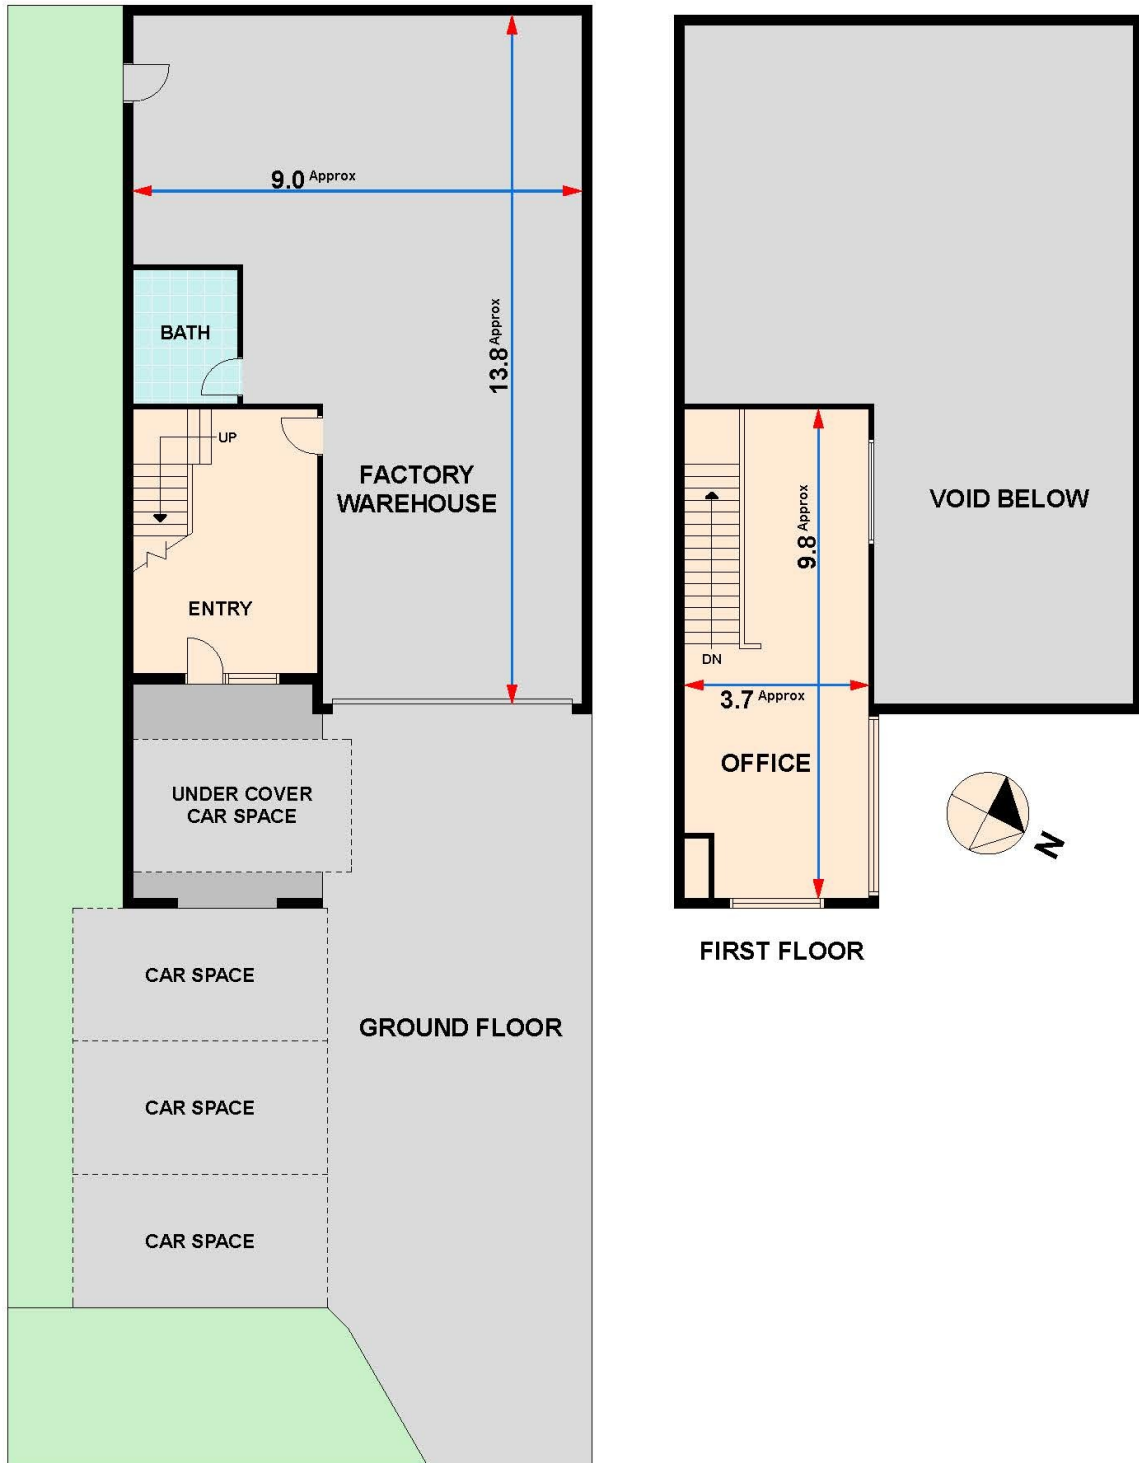 9.0 Approx
BATH
13.8 Approx
UP
FACTORY
WAREHOUSE
ENTRY
UNDER COVER
CAR SPACE
CAR SPACE
GROUND FLOOR
CAR SPACE
CAR SPACE
VOID BELOW
9.8 Approx
DN
3.7 Approx
OFFICE
N
FIRST FLOOR